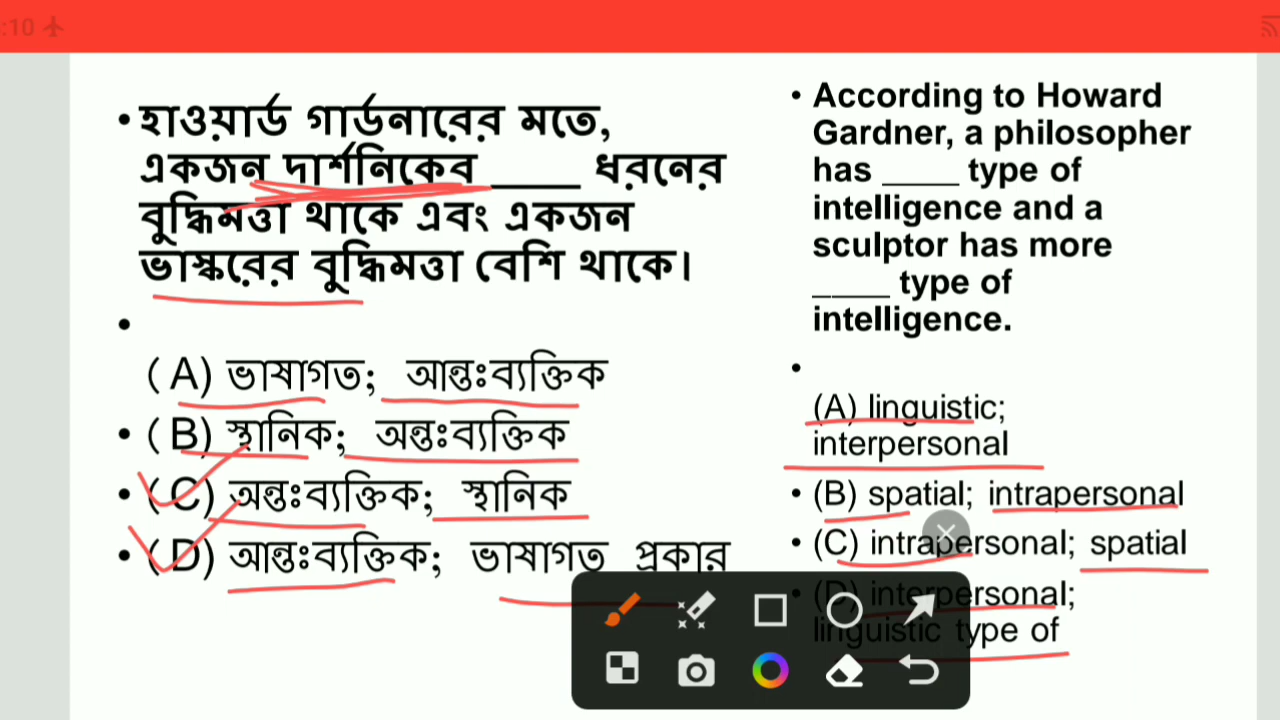 :10
• হাওয়ার্ড গার্ডনারের মতে,
একজন দার্শনিকের ____ ধরনের
বুদ্ধিমত্তা থাকে এবং একজন
ভাস্করের বুদ্ধিমত্তা বেশি থাকে।
•
(A) ভাষাগত; আন্তঃব্যক্তিক
• (B) স্থানিক; অন্তঃব্যক্তিক
• (C) অন্তঃব্যক্তিক; স্থানিক
• (D) আন্তঃব্যক্তিক; ভাষাগত প্রকার
• According to Howard
Gardner, a philosopher
has ____ type of
intelligence and a
sculptor has more
____ type of
intelligence.
•
(A) linguistic;
interpersonal
• (B) spatial; intrapersonal
• (C) intrapersonal; spatial
• (D) interpersonal;
linguistic type of